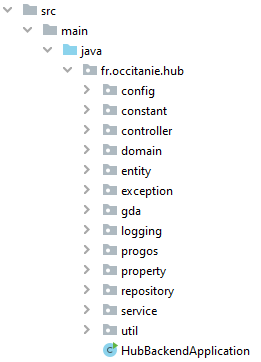 src
main
java
fr.occitanie.hub
config
constant
controller
domain
entity
exception
gda
logging
progos
property
repository
service
util
HubBackendApplication